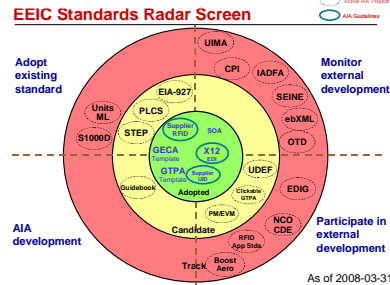 Active AIA Project
EEIC Standards Radar Screen
AIA Guidelines
UIMA
Adopt
existing
standard
Monitor
external
development
CPI
IADFA
EIA-927
SEINE
Units
ML
PLCS
ebXML
S1000D
STEP
Supplier
RFID
SOA
OTD
GECA
Template
X12
EDI
GTPA
Template
Supplier
UID
UDEF
Guidebook
Adopted
Clickable
GTPA
EDIG
PM/EVM
NCO
CDE
AIA
development
Candidate
RFID
App Stds
Participate in
external
development
Track
Boost
Aero
As of 2008-03-31